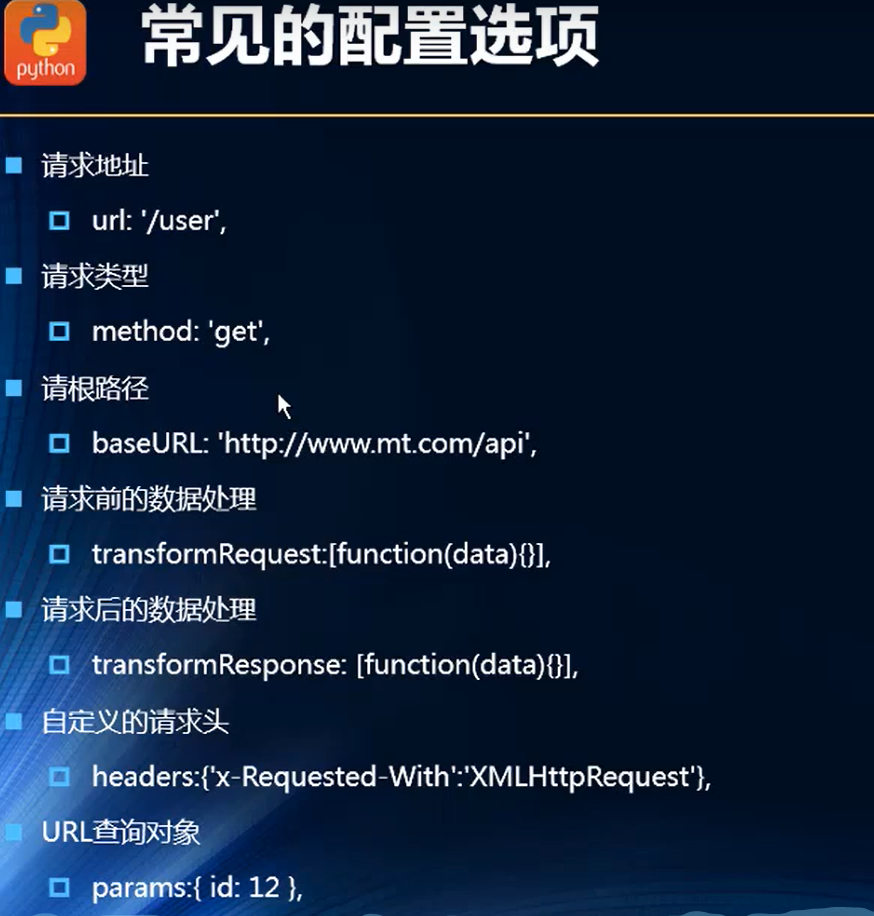 python
常见的配置选项
请求地址
url: '/user',
请求类型
method: 'get',
请根路径
baseURL: 'http://www.mt.com/api',
请求前的数据处理
transformRequest:[function(data){}],
请求后的数据处理
transformResponse: [function(data){}],
自定义的请求头
headers:{'x-Requested-With':'XMLHttpRequest'},
URL查询对象
params:{ id: 12 },